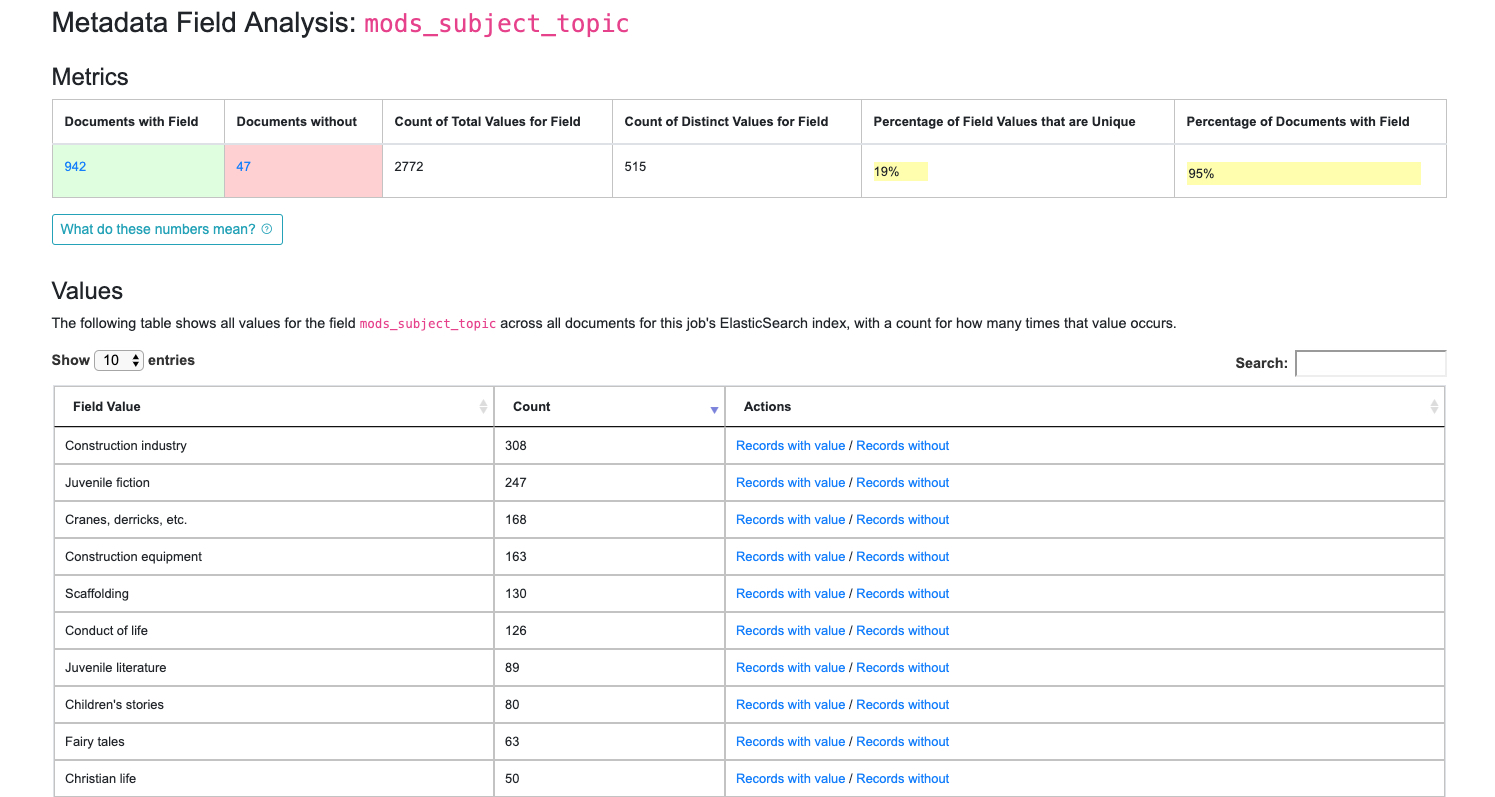 Metadata Field Analysis: mods_subject_topic
Metrics
Documents with Field Documents without Count of Total Values for Field Count of Distinct Values for Field Percentage of Field Values that are Unique Percentage of Documents with Field
942 47 2772 515 19% 95%
What do these numbers mean?
Values
The following table shows all values for the field mods_subject_topic across all documents for this job's ElasticSearch index, with a count for how many times that value occurs.
Show 10 entries Search:
Field Value Count Actions
Construction industry 308 Records with value / Records without
Juvenile fiction 247 Records with value / Records without
Cranes, derricks, etc. 168 Records with value / Records without
Construction equipment 163 Records with value / Records without
Scaffolding 130 Records with value / Records without
Conduct of life 126 Records with value / Records without
Juvenile literature 89 Records with value / Records without
Children's stories 80 Records with value / Records without
Fairy tales 63 Records with value / Records without
Christian life 50 Records with value / Records without